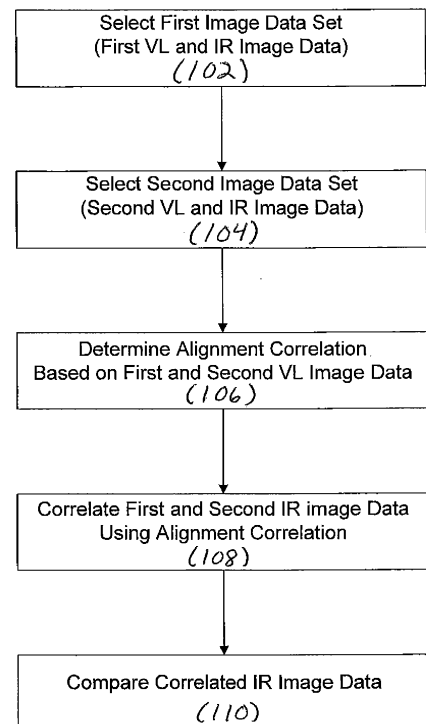 Select First Image Data Set
(First VL and IR Image Data)
(102)
Select Second Image Data Set
(Second VL and IR Image Data)
(104)
Determine Alignment Correlation
Based on First and Second VL Image Data
(106)
Correlate First and Second IR image Data
Using Alignment Correlation
(108)
Compare Correlated IR Image Data
(110)